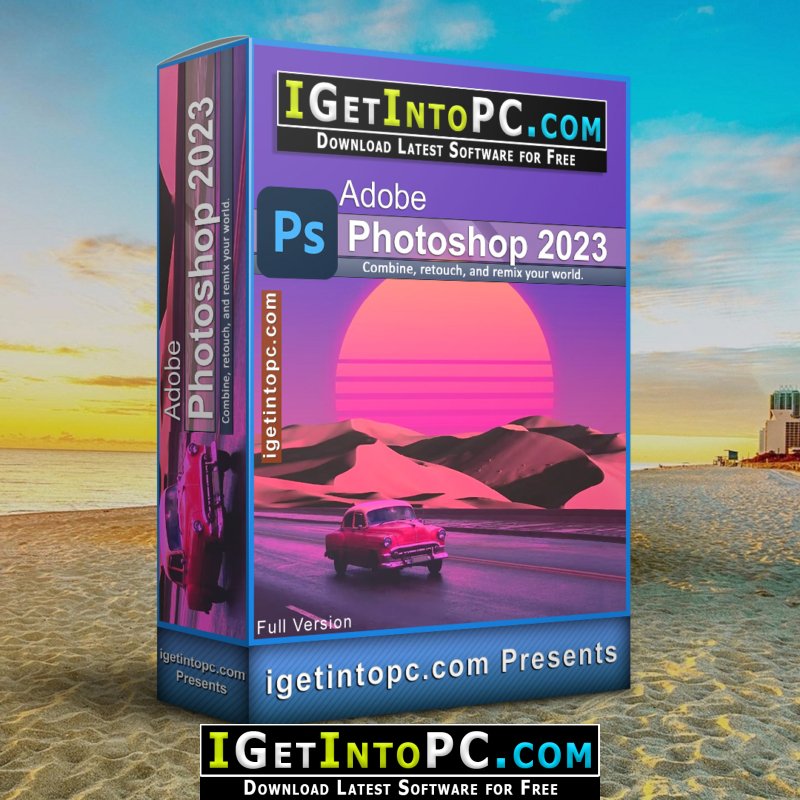 IGetIntoPC.com
Download Latest Software for Free
Ps
Adobe
Photoshop 2023
Combine, retouch, and remix your world.
igetintopc.com
Full Version
igetintopc.com Presents
Adobe
Photoshop 2023
Combine, retouch, and remix your world.
igetintopc.com
Presents
IGetIntoPC.com
Download Latest Software for Free